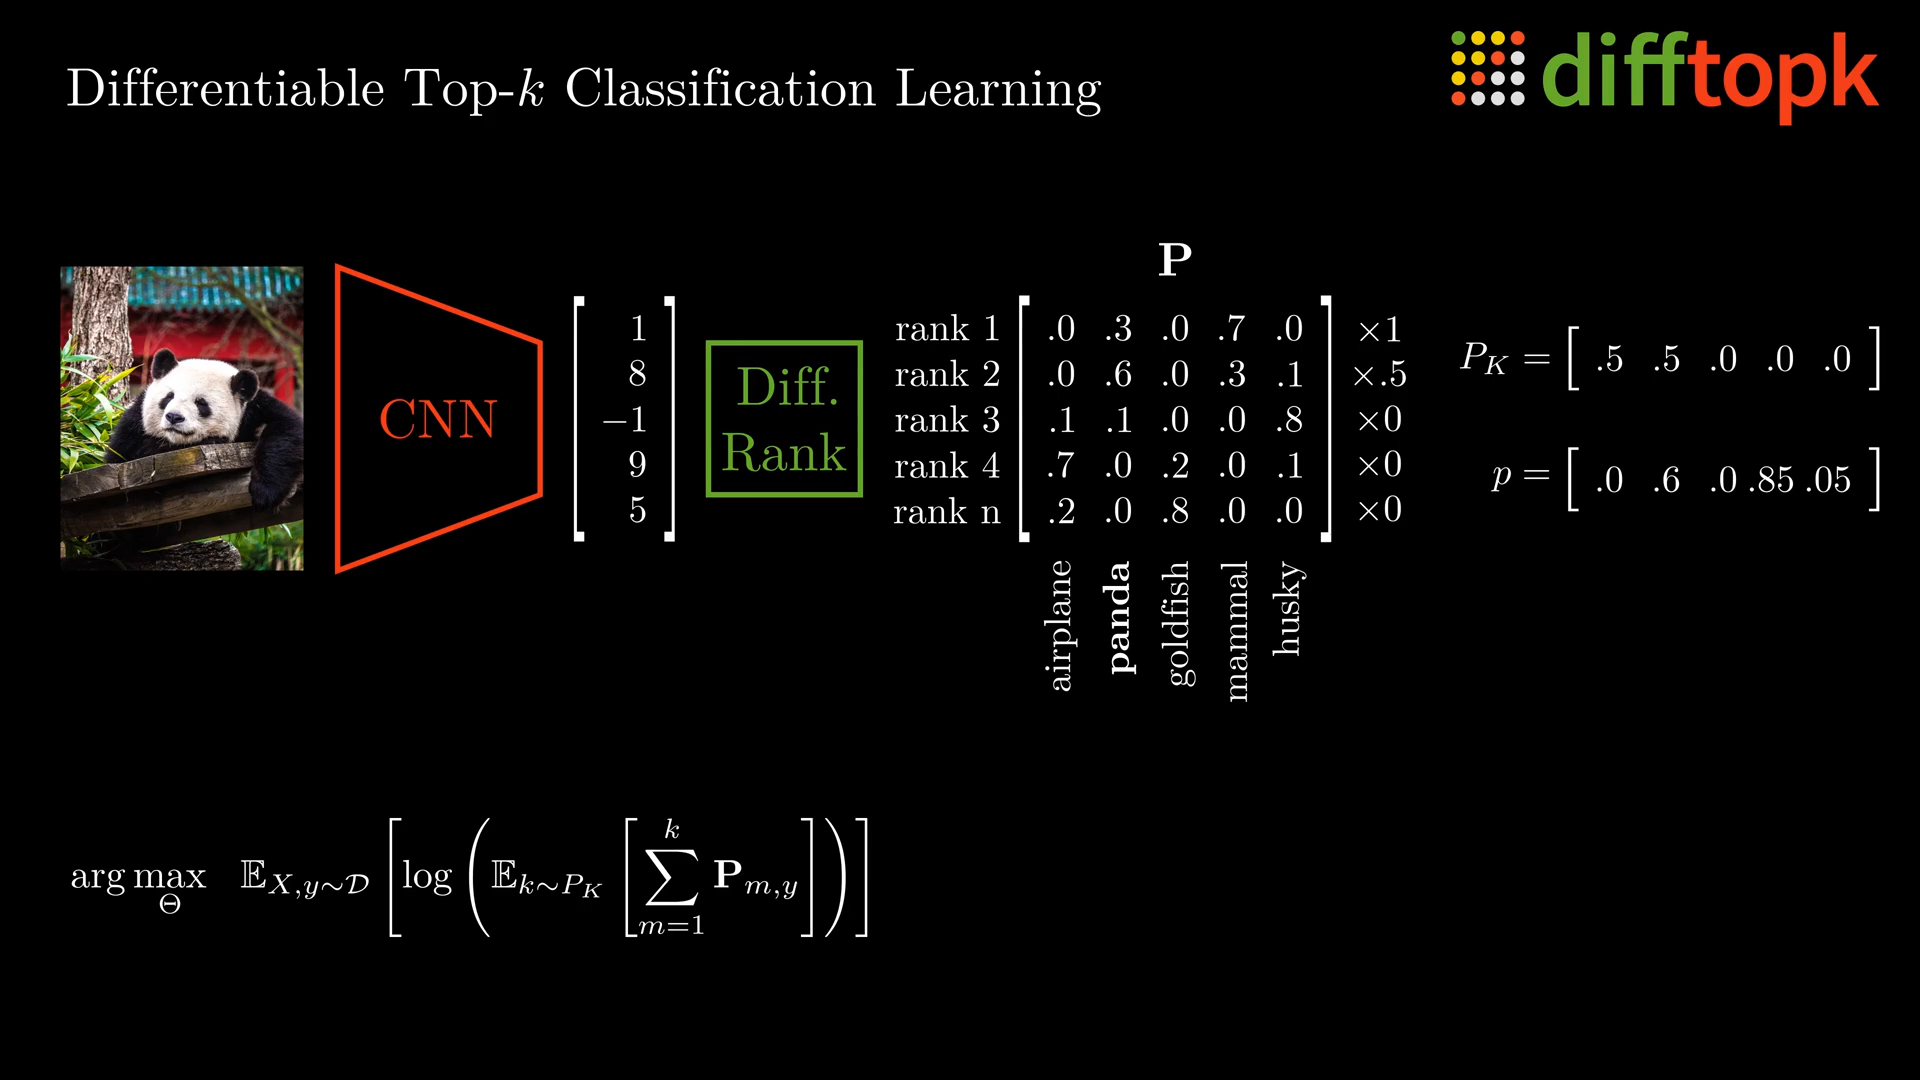 Differentiable Top-k Classification Learning
difftopk
CNN
1
8
−1
9
5
Diff.
Rank
P
rank 1 .0 .3 .0 .7 .0 ×1
rank 2 .0 .6 .0 .3 .1 ×.5
rank 3 .1 .1 .0 .0 .8 ×0
rank 4 .7 .0 .2 .0 .1 ×0
rank n .2 .0 .8 .0 .0 ×0
airplane
panda
goldfish
mammal
husky
P_K = [ .5 .5 .0 .0 .0 ]
p = [ .0 .6 .0 .85 .05 ]
arg max_Θ 𝔼_{X,y∼𝒟} [ log ( 𝔼_{k∼P_K} [ ∑_{m=1}^{k} P_{m,y} ] ) ]